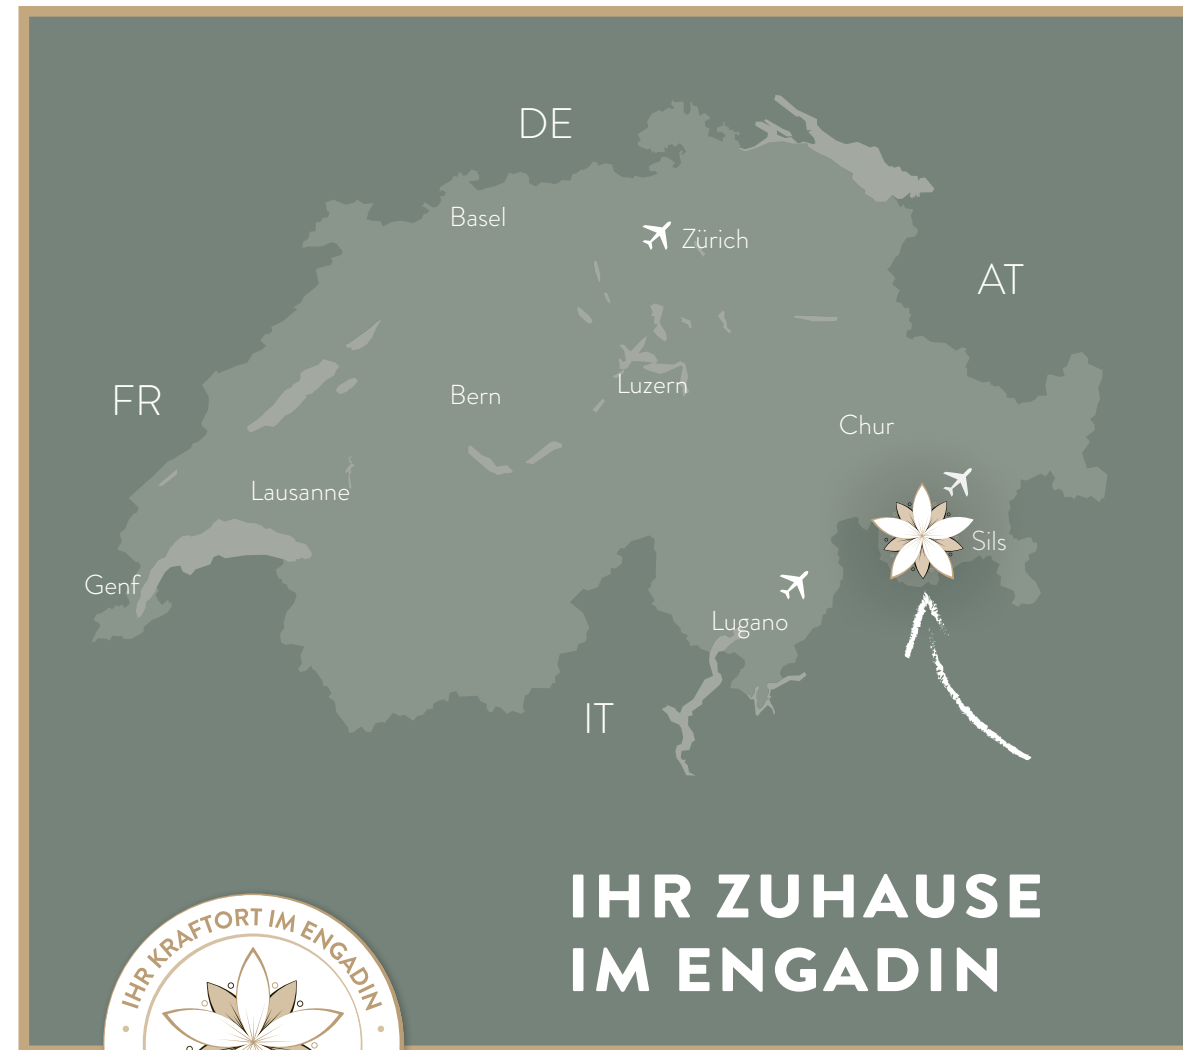 DE
Basel
Zürich
AT
FR
Bern
Luzern
Chur
Lausanne
Sils
Genf
Lugano
IT
IHR ZUHAUSE
IM ENGADIN
IHR KRAFTORT IM ENGADIN